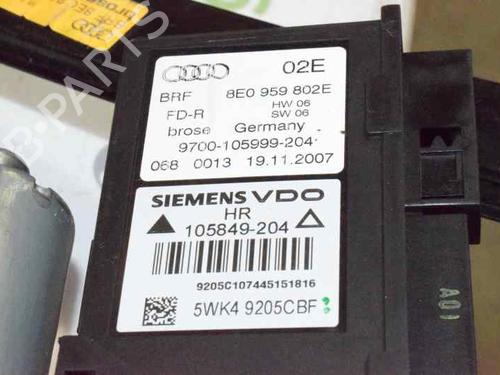 02E
BRF 8E0 959 802E
FD-R HW 06
SW 06
brose Germany
9700-105999-204
068 0013 19.11.2007
SIEMENS VDO
HR
105849-204
9205C107445151816
5WK4 9205CBF
A01